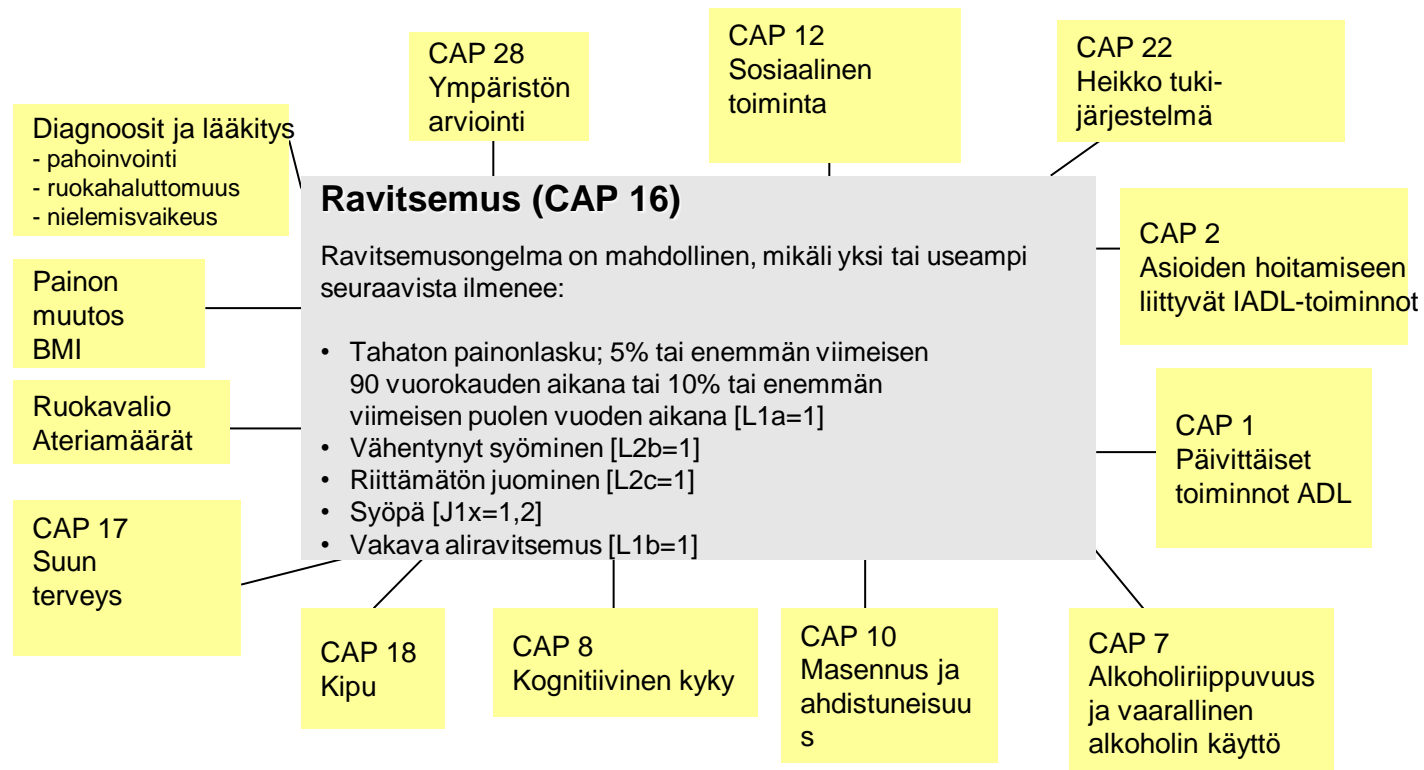 CAP 28
Ympäristön
arviointi
CAP 12
Sosiaalinen
toiminta
CAP 22
Heikko tuki-
järjestelmä
Diagnoosit ja lääkitys
- pahoinvointi
- ruokahaluttomuus
- nielemisvaikeus
Ravitsemus (CAP 16)
Ravitsemusongelma on mahdollinen, mikäli yksi tai useampi
seuraavista ilmenee:
• Tahaton painonlasku; 5% tai enemmän viimeisen
90 vuorokauden aikana tai 10% tai enemmän
viimeisen puolen vuoden aikana [L1a=1]
• Vähentynyt syöminen [L2b=1]
• Riittämätön juominen [L2c=1]
• Syöpä [J1x=1,2]
• Vakava aliravitsemus [L1b=1]
CAP 2
Asioiden hoitamiseen
liittyvät IADL-toiminnot
Painon
muutos
BMI
Ruokavalio
Ateriamäärät
CAP 1
Päivittäiset
toiminnot ADL
CAP 17
Suun
terveys
CAP 18
Kipu
CAP 8
Kognitiivinen kyky
CAP 10
Masennus ja
ahdistuneisuu
s
CAP 7
Alkoholiriippuvuus
ja vaarallinen
alkoholin käyttö